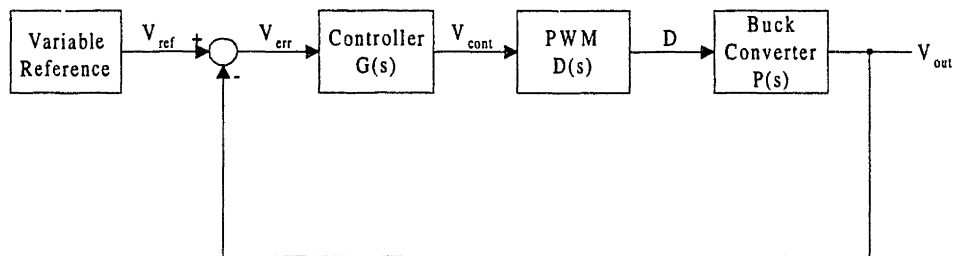 Variable
Reference
V_ref
+
-
V_err
Controller
G(s)
V_cont
PWM
D(s)
D
Buck
Converter
P(s)
V_out